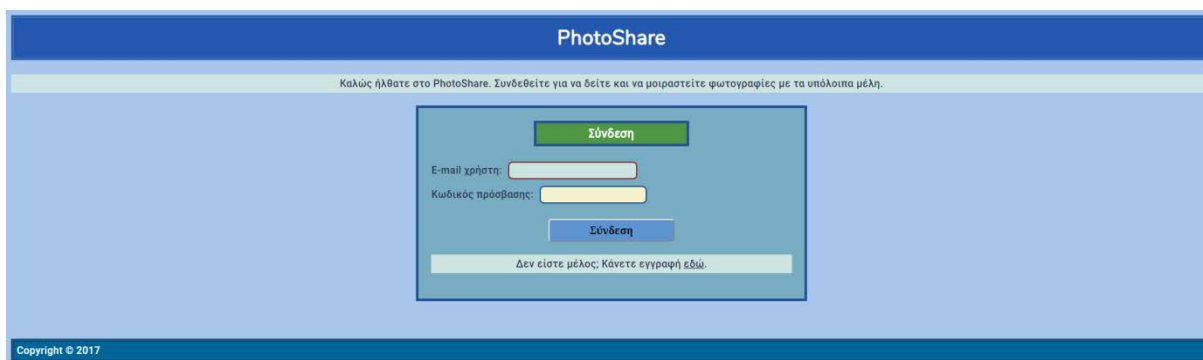 PhotoShare
Καλώς ήλθατε στο PhotoShare. Συνδεθείτε για να δείτε και να μοιραστείτε φωτογραφίες με τα υπόλοιπα μέλη.
Σύνδεση
E-mail χρήστη:
Κωδικός πρόσβασης:
Σύνδεση
Δεν είστε μέλος; Κάνετε εγγραφή εδώ.
Copyright © 2017